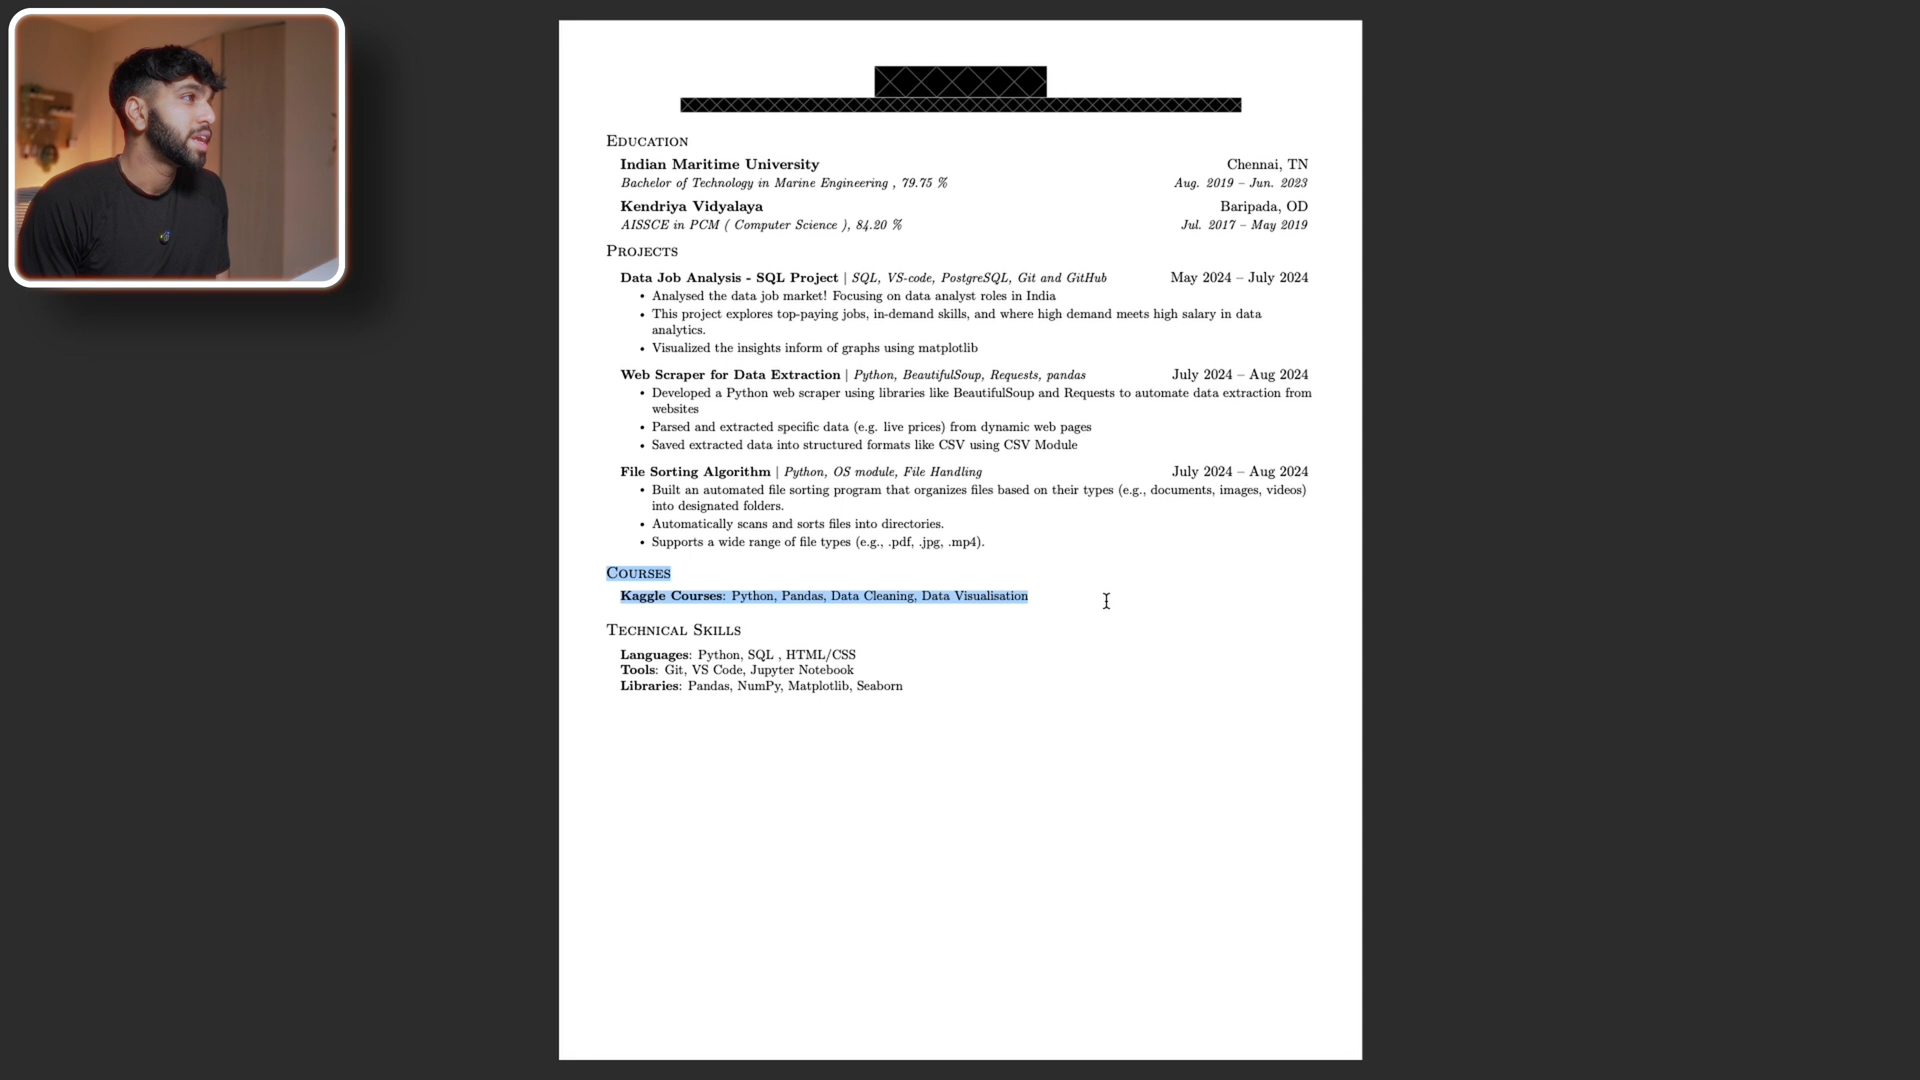 EDUCATION
Indian Maritime University Chennai, TN
Bachelor of Technology in Marine Engineering , 79.75 % Aug. 2019 – Jun. 2023
Kendriya Vidyalaya Baripada, OD
AISSCE in PCM ( Computer Science ), 84.20 % Jul. 2017 – May 2019
PROJECTS
Data Job Analysis - SQL Project | SQL, VS-code, PostgreSQL, Git and GitHub May 2024 – July 2024
• Analysed the data job market! Focusing on data analyst roles in India
• This project explores top-paying jobs, in-demand skills, and where high demand meets high salary in data
analytics.
• Visualized the insights inform of graphs using matplotlib
Web Scraper for Data Extraction | Python, BeautifulSoup, Requests, pandas July 2024 – Aug 2024
• Developed a Python web scraper using libraries like BeautifulSoup and Requests to automate data extraction from
websites
• Parsed and extracted specific data (e.g. live prices) from dynamic web pages
• Saved extracted data into structured formats like CSV using CSV Module
File Sorting Algorithm | Python, OS module, File Handling July 2024 – Aug 2024
• Built an automated file sorting program that organizes files based on their types (e.g., documents, images, videos)
into designated folders.
• Automatically scans and sorts files into directories.
• Supports a wide range of file types (e.g., .pdf, .jpg, .mp4).
COURSES
Kaggle Courses: Python, Pandas, Data Cleaning, Data Visualisation
TECHNICAL SKILLS
Languages: Python, SQL , HTML/CSS
Tools: Git, VS Code, Jupyter Notebook
Libraries: Pandas, NumPy, Matplotlib, Seaborn